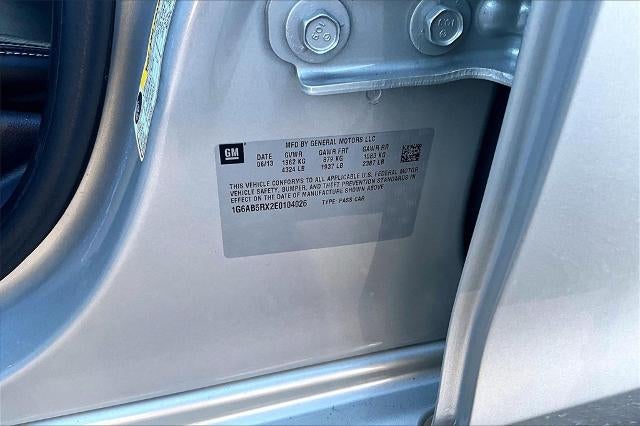 109
109
MFD BY GENERAL MOTORS LLC
GM
DATE GVWR GAWR FRT GAWR RR
06/13 1962 KG 879 KG 1083 KG
4324 LB 1937 LB 2387 LB
THIS VEHICLE CONFORMS TO ALL APPLICABLE U.S. FEDERAL MOTOR
VEHICLE SAFETY, BUMPER, AND THEFT PREVENTION STANDARDS IN
EFFECT ON THE DATE OF MANUFACTURE SHOWN ABOVE
1G6AB5RX2E0104026 TYPE: PASS CAR